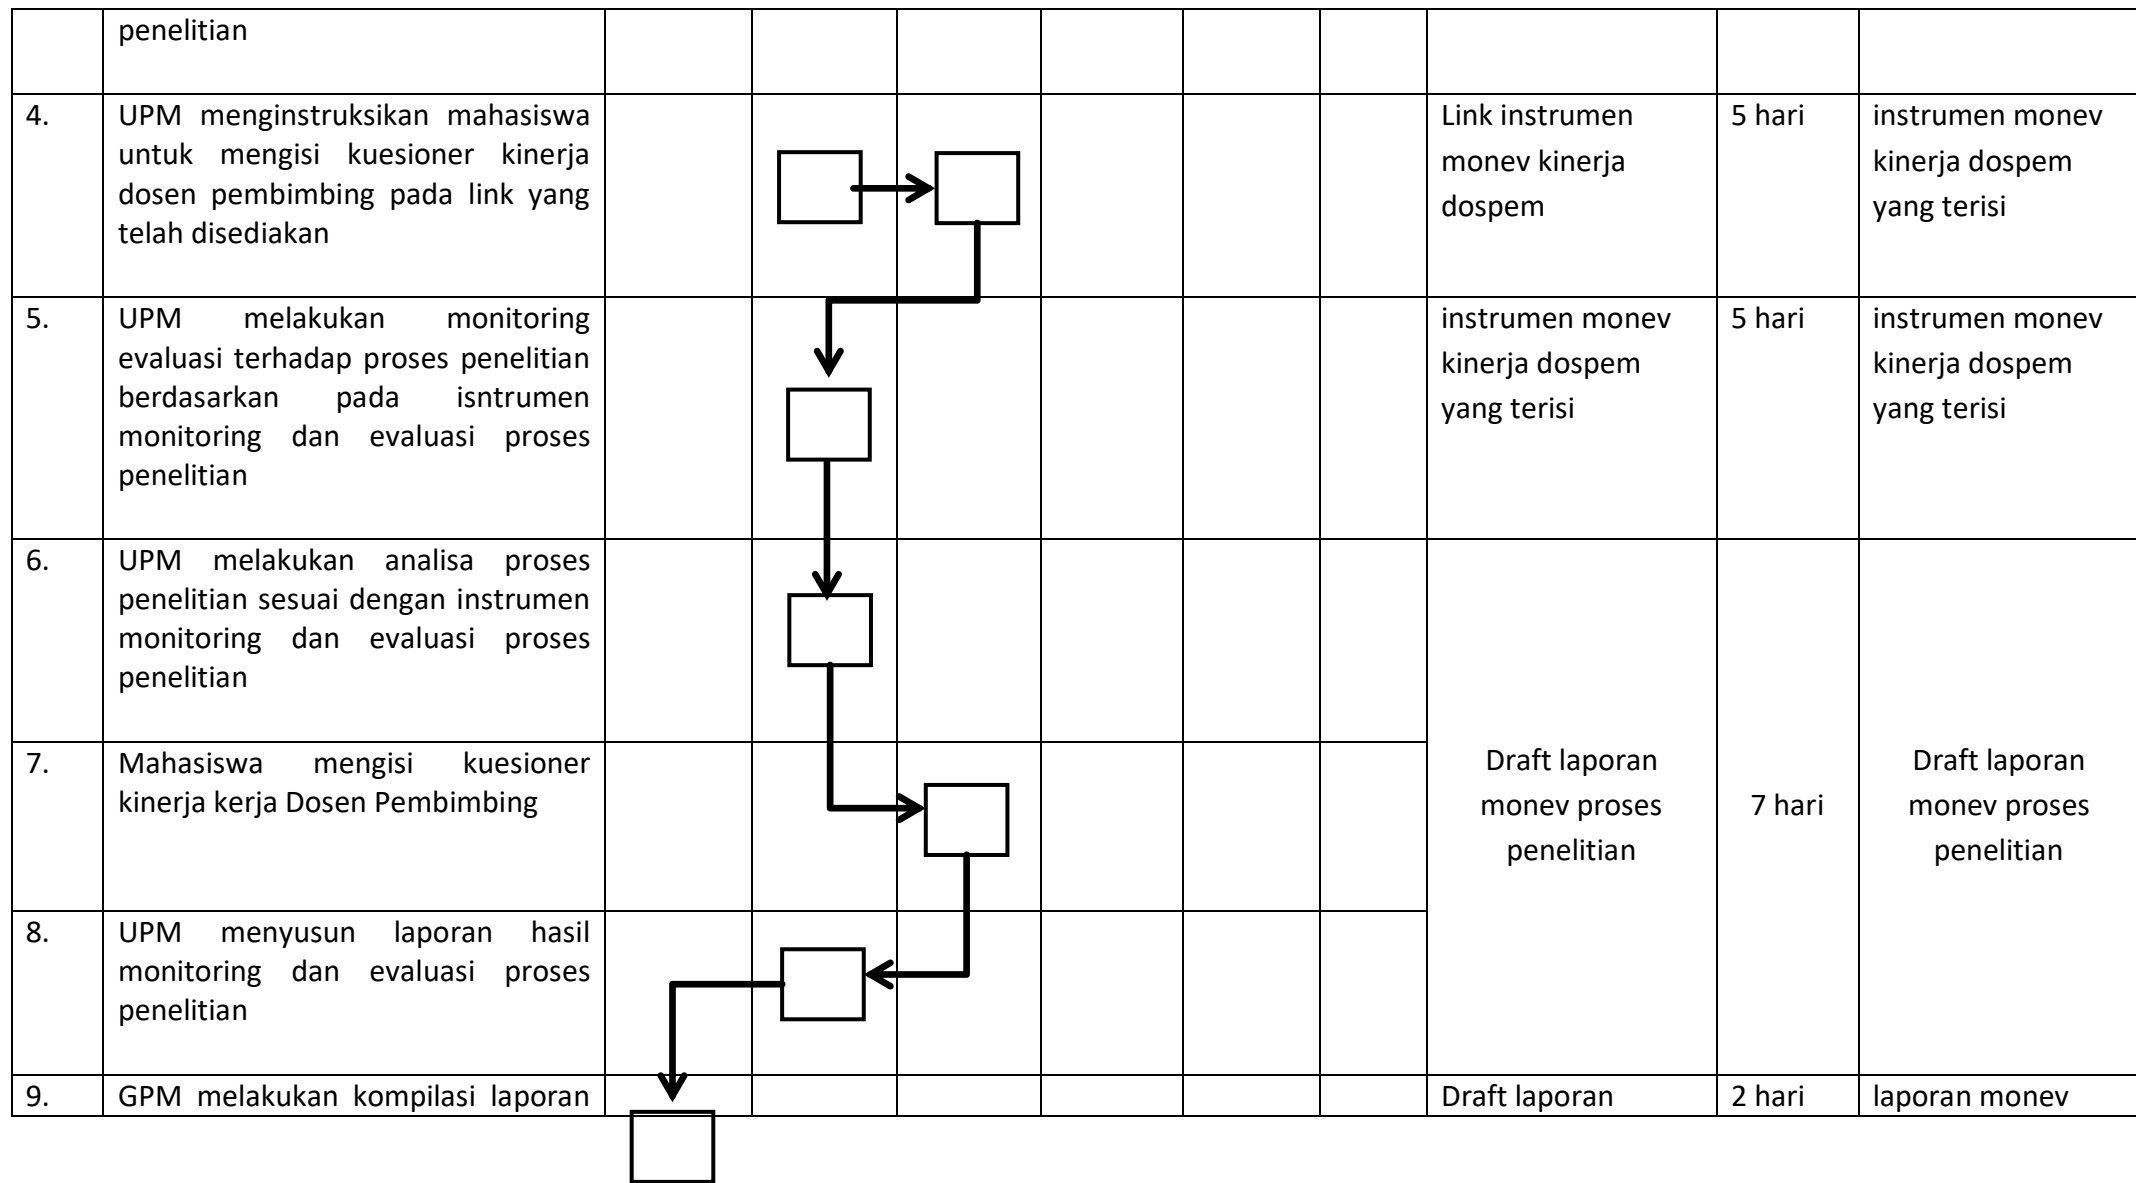 penelitian
4.
UPM menginstruksikan mahasiswa
untuk mengisi kuesioner kinerja
dosen pembimbing pada link yang
telah disediakan
Link instrumen
monev kinerja
dospem
5 hari
instrumen monev
kinerja dospem
yang terisi
5.
UPM melakukan monitoring
evaluasi terhadap proses penelitian
berdasarkan pada isntrumen
monitoring dan evaluasi proses
penelitian
instrumen monev
kinerja dospem
yang terisi
5 hari
instrumen monev
kinerja dospem
yang terisi
6.
UPM melakukan analisa proses
penelitian sesuai dengan instrumen
monitoring dan evaluasi proses
penelitian
Draft laporan
monev proses
penelitian
7 hari
Draft laporan
monev proses
penelitian
7.
Mahasiswa mengisi kuesioner
kinerja kerja Dosen Pembimbing
8.
UPM menyusun laporan hasil
monitoring dan evaluasi proses
penelitian
9.
GPM melakukan kompilasi laporan
Draft laporan
2 hari
laporan monev